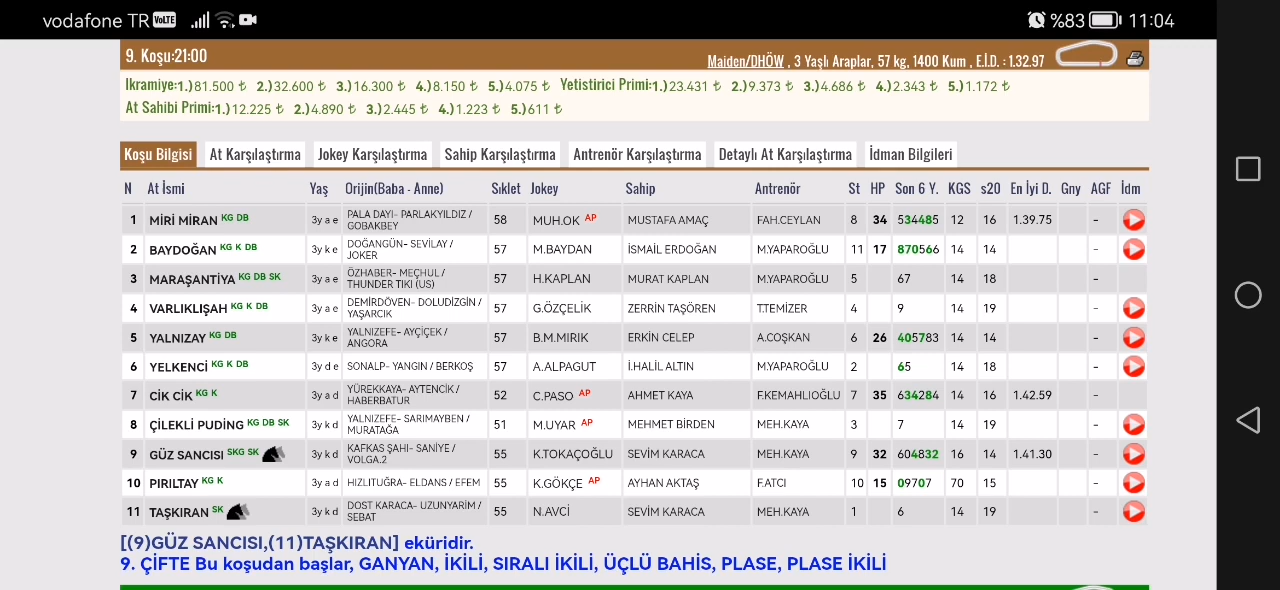 vodafone TR VoLTE %83 11:04
9. Koşu:21:00
Maiden/DHÖW , 3 Yaşlı Araplar, 57 kg, 1400 Kum , E.İ.D. : 1.32.97
İkramiye:1.)81.500 ₺ 2.)32.600 ₺ 3.)16.300 ₺ 4.)8.150 ₺ 5.)4.075 ₺ Yetistirici Primi:1.)23.431 ₺ 2.)9.373 ₺ 3.)4.686 ₺ 4.)2.343 ₺ 5.)1.172 ₺
At Sahibi Primi:1.)12.225 ₺ 2.)4.890 ₺ 3.)2.445 ₺ 4.)1.223 ₺ 5.)611 ₺
Koşu Bilgisi At Karşılaştırma Jokey Karşılaştırma Sahip Karşılaştırma Antrenör Karşılaştırma Detaylı At Karşılaştırma İdman Bilgileri
N At İsmi Yaş Orijin(Baba - Anne) Sıklet Jokey Sahip Antrenör St HP Son 6 Y. KGS s20 En İyi D. Gny AGF İdm
1 MİRİ MİRAN KG DB 3y a e PALA DAYI- PARLAKYILDIZ / GOBAKBEY 58 MUH.OK AP MUSTAFA AMAÇ FAH.CEYLAN 8 34 534485 12 16 1.39.75 -
2 BAYDOĞAN KG K DB 3y k e DOĞANGÜN- SEVİLAY / JOKER 57 M.BAYDAN İSMAİL ERDOĞAN M.YAPAROĞLU 11 17 870566 14 14 -
3 MARAŞANTİYA KG DB SK 3y a e ÖZHABER- MEÇHUL / THUNDER TIKI (US) 57 H.KAPLAN MURAT KAPLAN M.YAPAROĞLU 5 67 14 18 -
4 VARLIKLIŞAH KG K DB 3y a e DEMİRDÖVEN- DOLUDİZGİN / YAŞARCIK 57 G.ÖZÇELİK ZERRİN TAŞÖREN T.TEMİZER 4 9 14 19 -
5 YALNIZAY KG DB 3y k e YALNIZEFE- AYÇİÇEK / ANGORA 57 B.M.MIRIK ERKİN CELEP A.COŞKAN 6 26 405783 14 14 -
6 YELKENCİ KG K DB 3y d e SONALP- YANGIN / BERKOŞ 57 A.ALPAGUT İ.HALİL ALTIN M.YAPAROĞLU 2 65 14 18 -
7 CİK CİK KG K 3y a d YÜREKKAYA- AYTENCİK / HABERBATUR 52 C.PASO AP AHMET KAYA F.KEMAHLIOĞLU 7 35 634284 14 16 1.42.59 -
8 ÇİLEKLİ PUDİNG KG DB SK 3y k d YALNIZEFE- SARIMAYBEN / MURATAĞA 51 M.UYAR AP MEHMET BİRDEN MEH.KAYA 3 7 14 19 -
9 GÜZ SANCISI SKG SK 3y k d KAFKAS ŞAHI- SANİYE / VOLGA.2 55 K.TOKAÇOĞLU SEVİM KARACA MEH.KAYA 9 32 604832 16 14 1.41.30 -
10 PIRILTAY KG K 3y a d HIZLITUĞRA- ELDANS / EFEM 55 K.GÖKÇE AP AYHAN AKTAŞ F.ATCI 10 15 09707 70 15 -
11 TAŞKIRAN SK 3y k d DOST KARACA- UZUNYARİM / SEBAT 55 N.AVCİ SEVİM KARACA MEH.KAYA 1 6 14 19 -
[(9)GÜZ SANCISI,(11)TAŞKIRAN] eküridir.
9. ÇİFTE Bu koşudan başlar, GANYAN, İKİLİ, SIRALI İKİLİ, ÜÇLÜ BAHİS, PLASE, PLASE İKİLİ